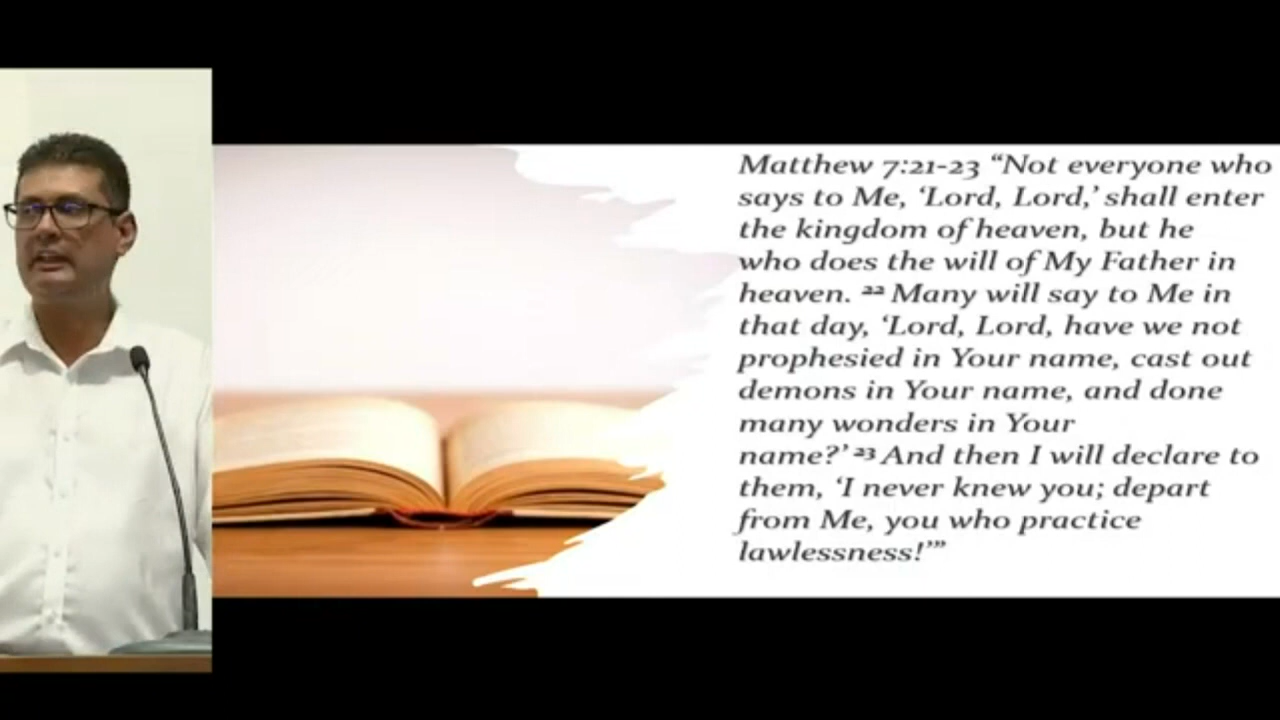 Matthew 7:21-23 “Not everyone who
says to Me, ‘Lord, Lord,’ shall enter
the kingdom of heaven, but he
who does the will of My Father in
heaven. ²² Many will say to Me in
that day, ‘Lord, Lord, have we not
prophesied in Your name, cast out
demons in Your name, and done
many wonders in Your
name?’ ²³ And then I will declare to
them, ‘I never knew you; depart
from Me, you who practice
lawlessness!’”